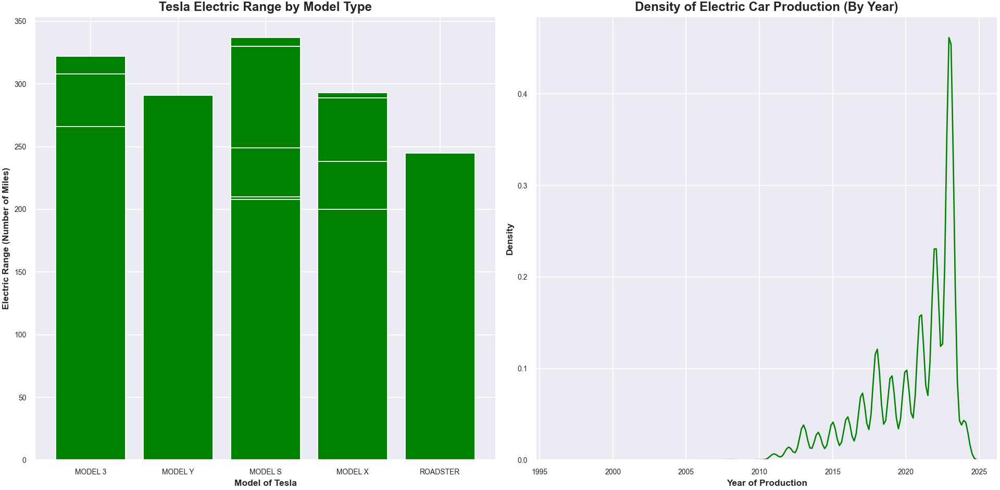 Tesla Electric Range by Model Type
350
300
250
200
150
100
50
0
Electric Range (Number of Miles)
MODEL 3
MODEL Y
MODEL S
MODEL X
ROADSTER
Model of Tesla
Density of Electric Car Production (By Year)
0.4
0.3
0.2
0.1
0.0
Density
1995
2000
2005
2010
2015
2020
2025
Year of Production